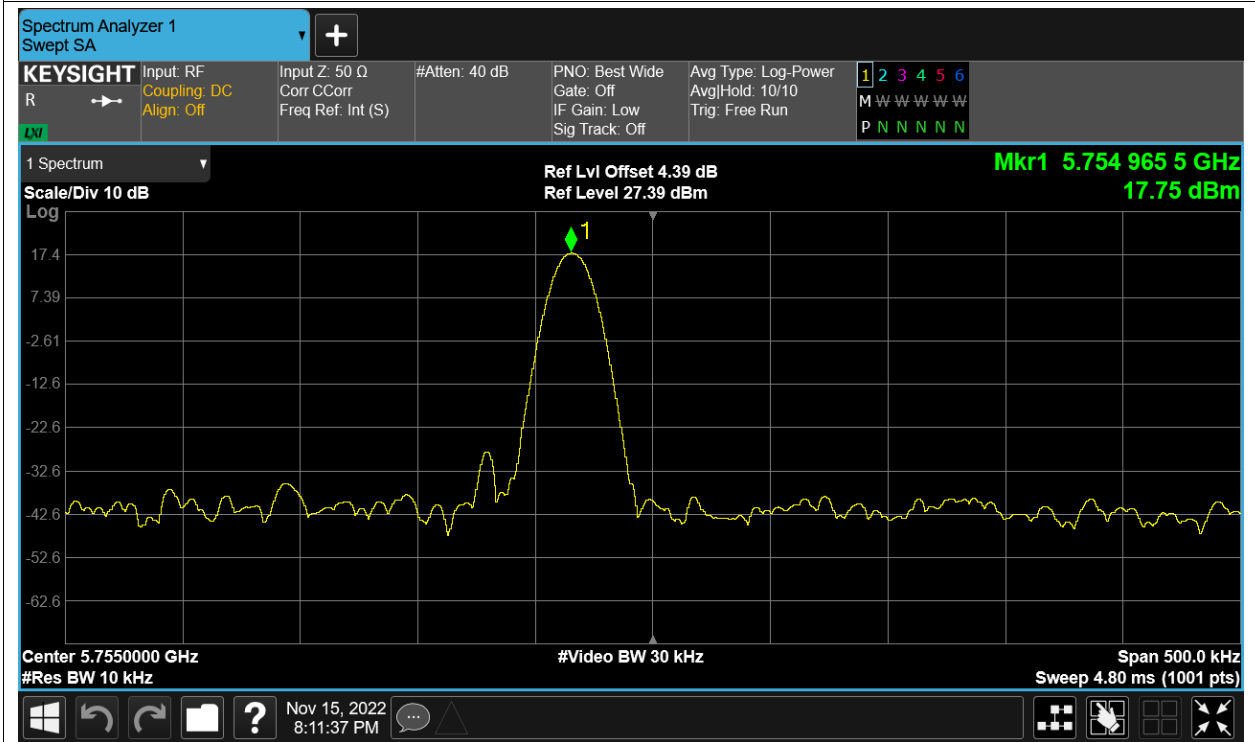 Spectrum Analyzer 1
Swept SA
KEYSIGHT
R
LXI
Input: RF
Coupling: DC
Align: Off
Input Z: 50 Ω
Corr CCorr
Freq Ref: Int (S)
#Atten: 40 dB
PNO: Best Wide
Gate: Off
IF Gain: Low
Sig Track: Off
Avg Type: Log-Power
Avg|Hold: 10/10
Trig: Free Run
1 2 3 4 5 6
M W W W W W
P N N N N N
1 Spectrum
Scale/Div 10 dB
Log
Ref Lvl Offset 4.39 dB
Ref Level 27.39 dBm
Mkr1 5.754 965 5 GHz
17.75 dBm
1
17.4
7.39
-2.61
-12.6
-22.6
-32.6
-42.6
-52.6
-62.6
Center 5.7550000 GHz
#Res BW 10 kHz
#Video BW 30 kHz
Span 500.0 kHz
Sweep 4.80 ms (1001 pts)
?
Nov 15, 2022
8:11:37 PM